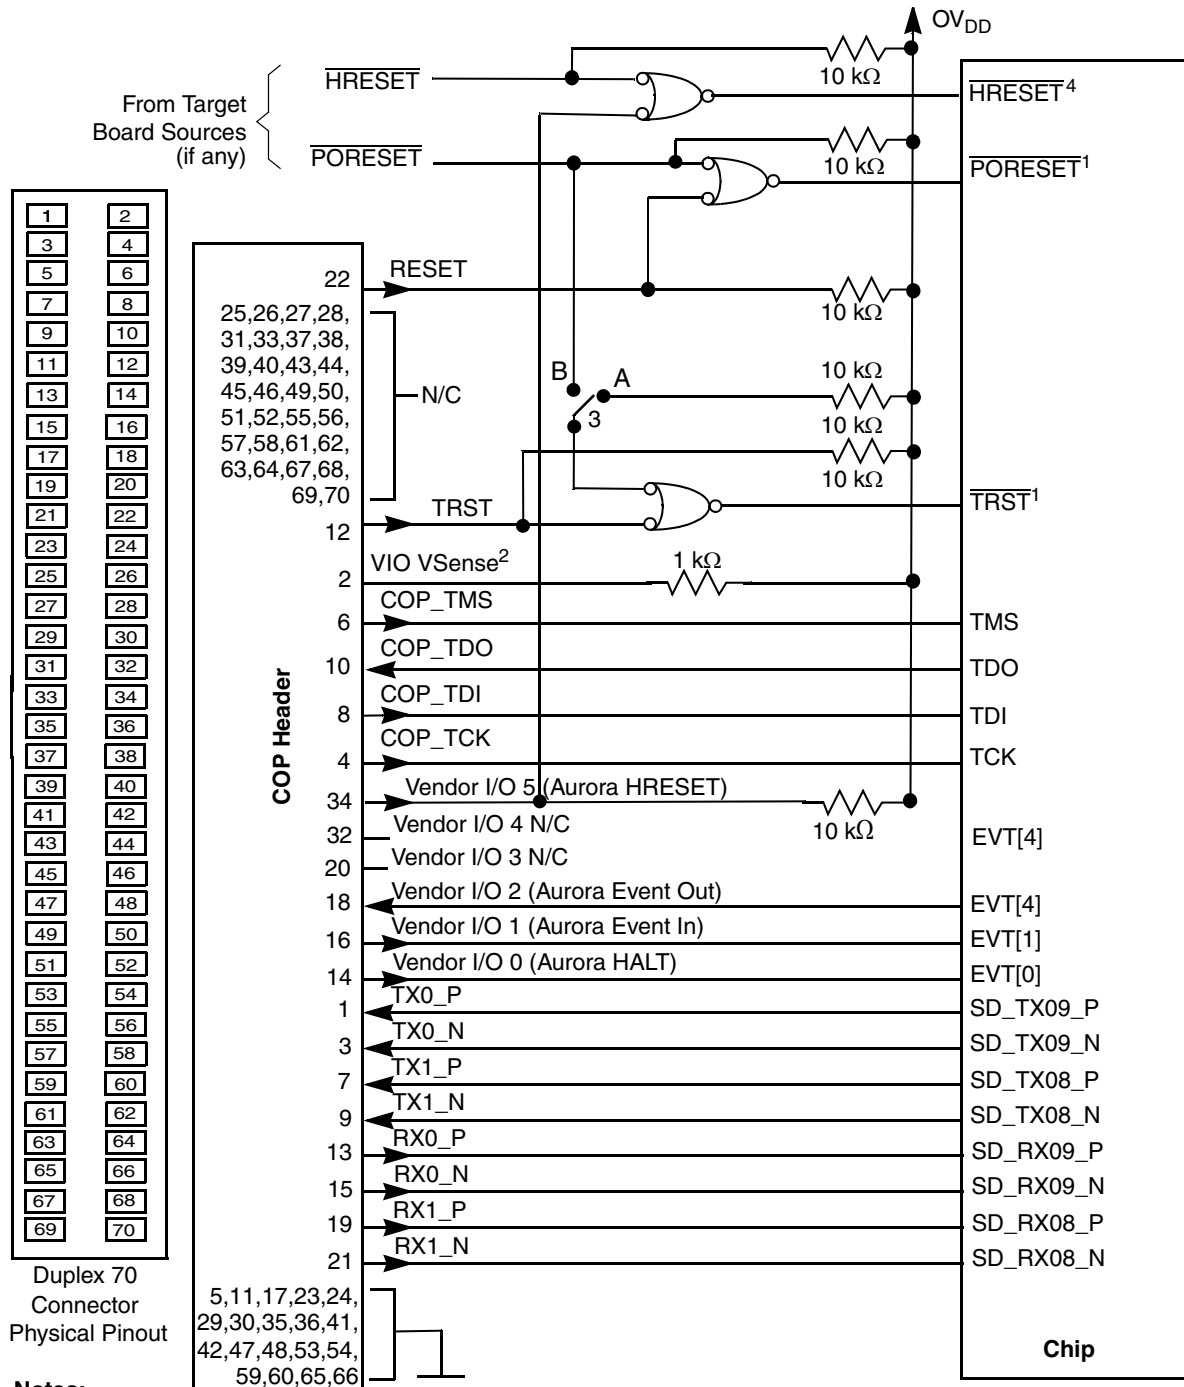 OV<sub>DD</sub>
10 kΩ
HRESET
HRESET⁴
From Target
Board Sources
(if any)
10 kΩ
PORESET
PORESET¹
1 2
3 4
5 6
7 8
9 10
11 12
13 14
15 16
17 18
19 20
21 22
23 24
25 26
27 28
29 30
31 32
33 34
35 36
37 38
39 40
41 42
43 44
45 46
47 48
49 50
51 52
53 54
55 56
57 58
59 60
61 62
63 64
65 66
67 68
69 70
Duplex 70
Connector
Physical Pinout
Notes:
COP Header
22 RESET
10 kΩ
25,26,27,28,
31,33,37,38,
39,40,43,44,
45,46,49,50,
51,52,55,56,
57,58,61,62,
63,64,67,68,
69,70
N/C
B A
3
10 kΩ
10 kΩ
10 kΩ
12 TRST
TRST¹
2 VIO VSense²
1 kΩ
6 COP_TMS TMS
10 COP_TDO TDO
8 COP_TDI TDI
4 COP_TCK TCK
34 Vendor I/O 5 (Aurora HRESET)
10 kΩ
32 Vendor I/O 4 N/C EVT[4]
20 Vendor I/O 3 N/C
18 Vendor I/O 2 (Aurora Event Out) EVT[4]
16 Vendor I/O 1 (Aurora Event In) EVT[1]
14 Vendor I/O 0 (Aurora HALT) EVT[0]
1 TX0_P SD_TX09_P
3 TX0_N SD_TX09_N
7 TX1_P SD_TX08_P
9 TX1_N SD_TX08_N
13 RX0_P SD_RX09_P
15 RX0_N SD_RX09_N
19 RX1_P SD_RX08_P
21 RX1_N SD_RX08_N
5,11,17,23,24,
29,30,35,36,41,
42,47,48,53,54,
59,60,65,66
Chip